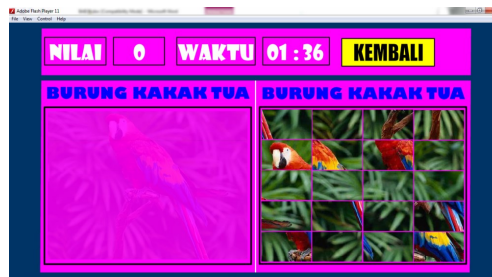 Adobe Flash Player 11
File View Control Help
NILAI 0 WAKTU 01 : 36 KEMBALI
BURUNG KAKAK TUA BURUNG KAKAK TUA